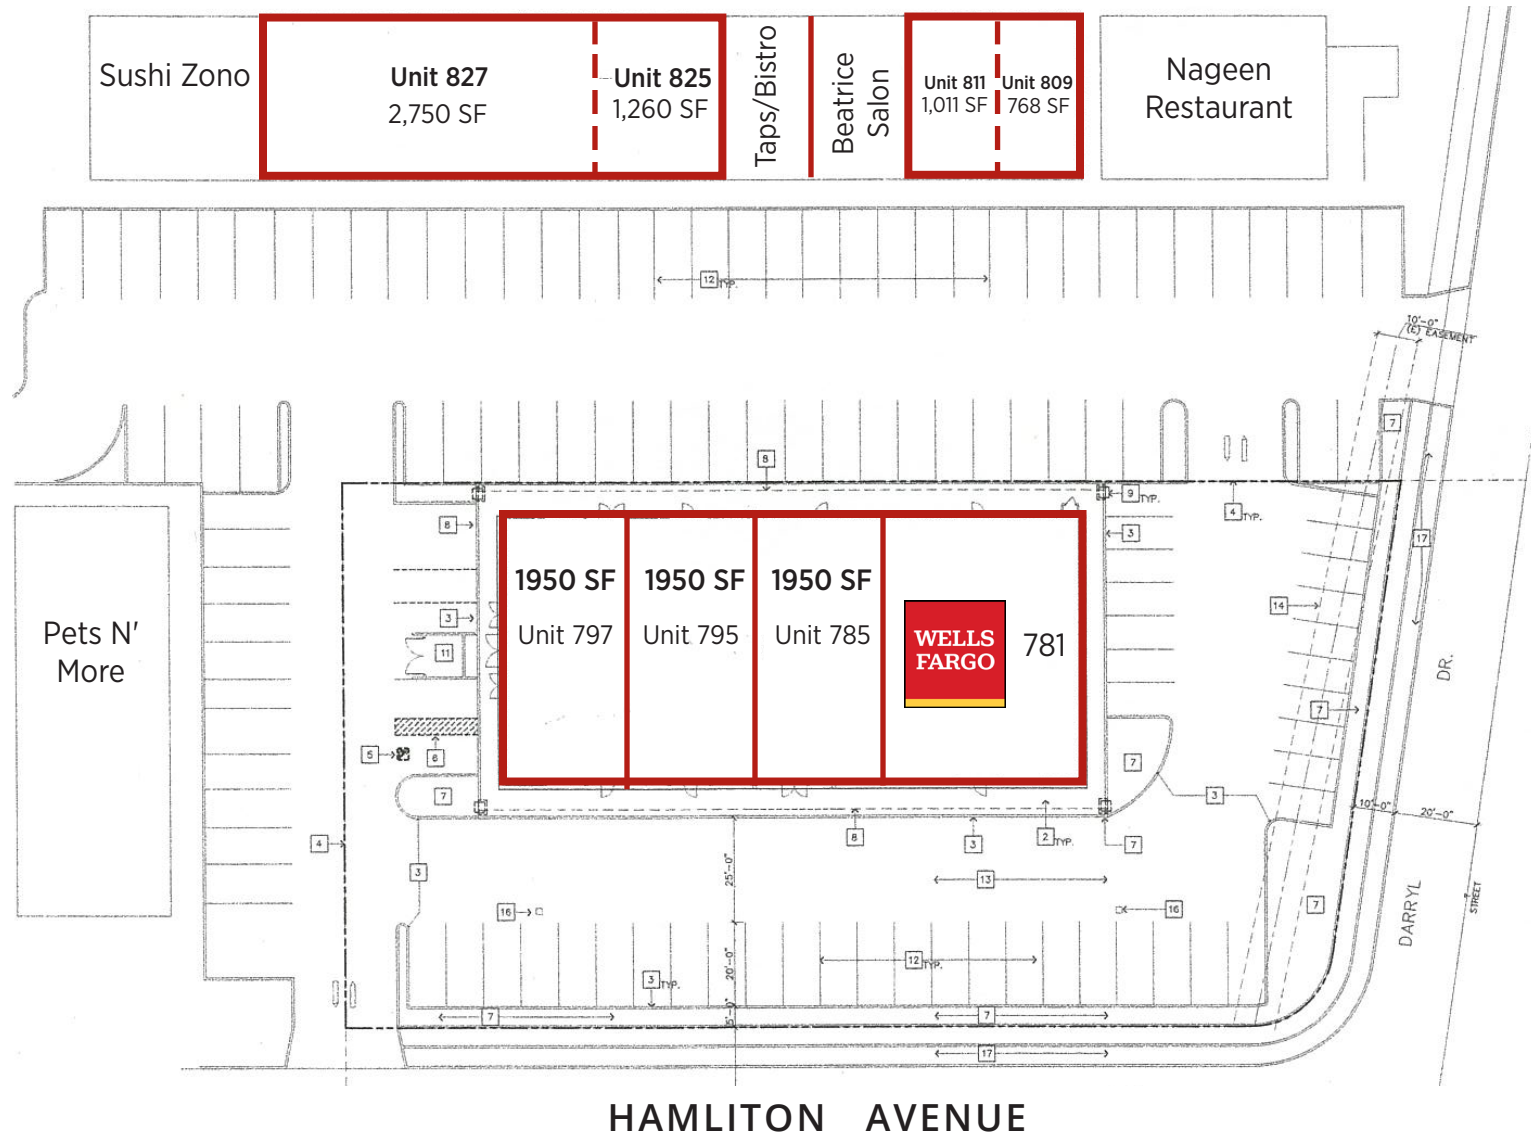 Sushi Zono
Unit 827
2,750 SF
Unit 825
1,260 SF
Taps/Bistro
Beatrice
Salon
Unit 811
1,011 SF
Unit 809
768 SF
Nageen
Restaurant
12 TYP.
10'-0"
(E) EASEMENT
7
8
9 TYP.
4 TYP.
8
3
17
1950 SF
Unit 797
1950 SF
Unit 795
1950 SF
Unit 785
WELLS
FARGO
781
14
3
11
Pets N'
More
DR.
7
5
6
7
7
3
10'-0"
20'-0"
4
8
3
2 TYP.
7
3
25'-0"
13
16
16
7
STREET
DARRYL
12 TYP.
20'-0"
3 TYP.
7
5'-0"
7
17
HAMLITON AVENUE